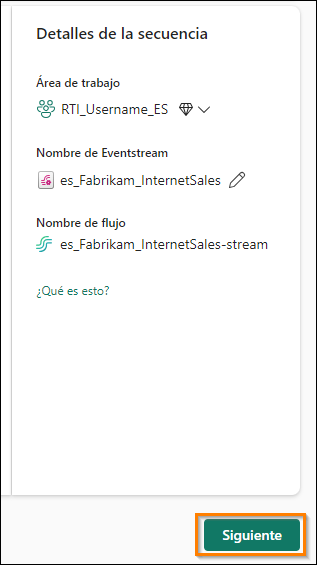 Detalles de la secuencia
Área de trabajo
RTI_Username_ES
Nombre de Eventstream
es_Fabrikam_InternetSales
Nombre de flujo
es_Fabrikam_InternetSales-stream
¿Qué es esto?
Siguiente